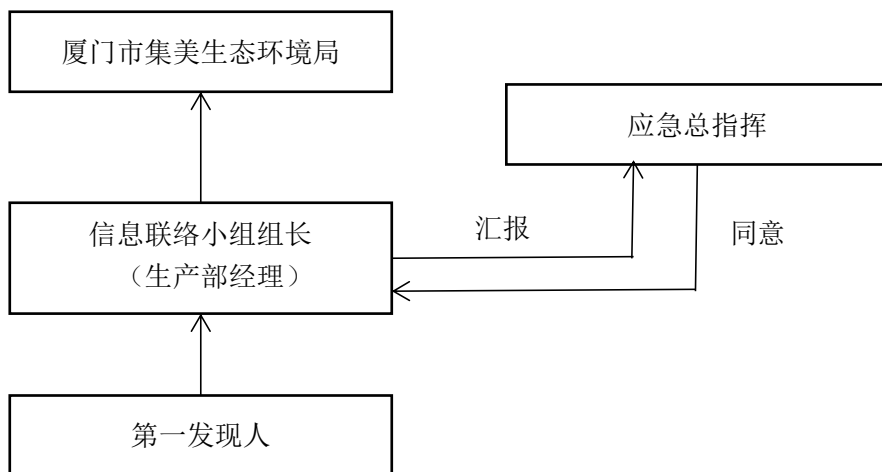 厦门市集美生态环境局
应急总指挥
信息联络小组组长
（生产部经理）
汇报
同意
第一发现人